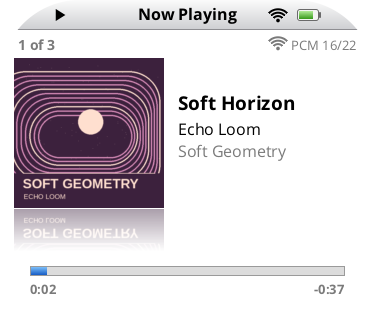 Now Playing
1 of 3
PCM 16/22
Soft Horizon
Echo Loom
Soft Geometry
SOFT GEOMETRY
ECHO LOOM
0:02
-0:37